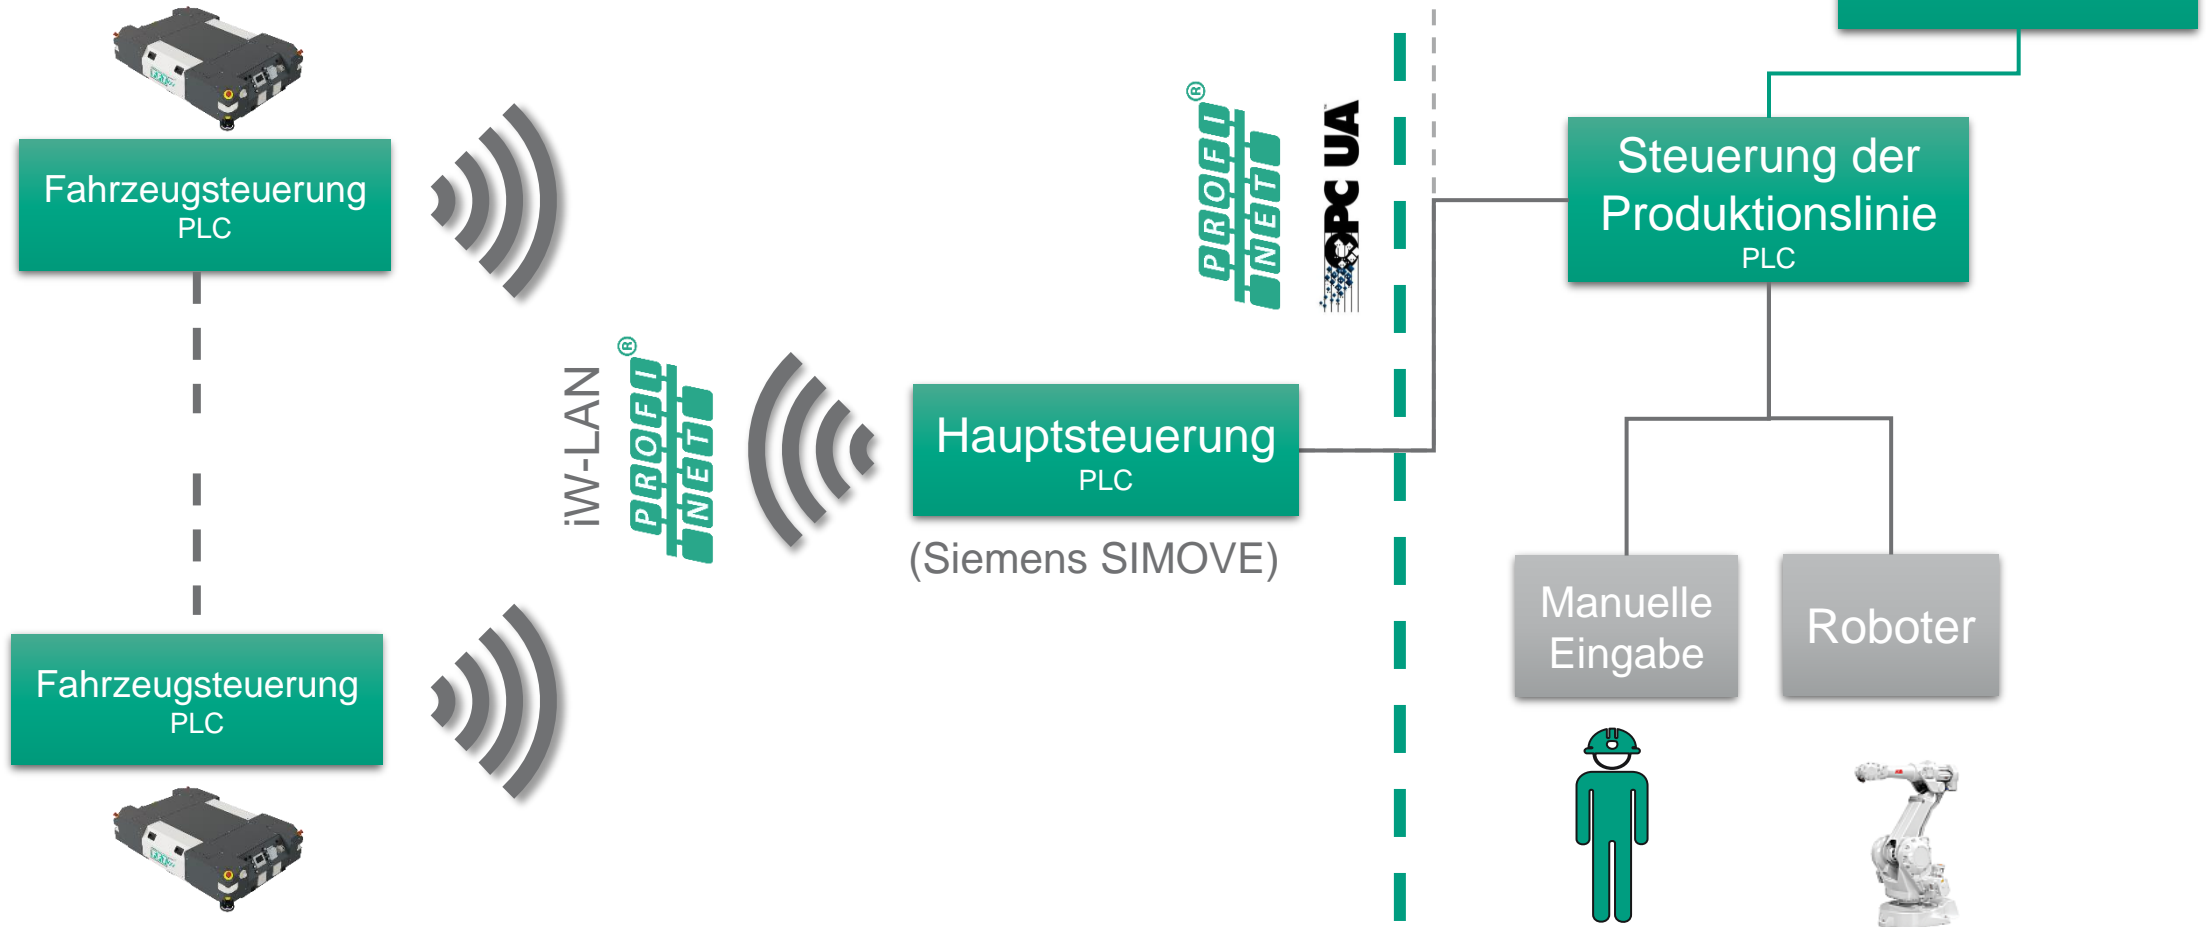 Fahrzeugsteuerung
PLC
iW-LAN
PROFI
NET
®
PROFI
NET
®
OPC UA
Hauptsteuerung
PLC
(Siemens SIMOVE)
Steuerung der
Produktionslinie
PLC
Manuelle
Eingabe
Roboter
Fahrzeugsteuerung
PLC